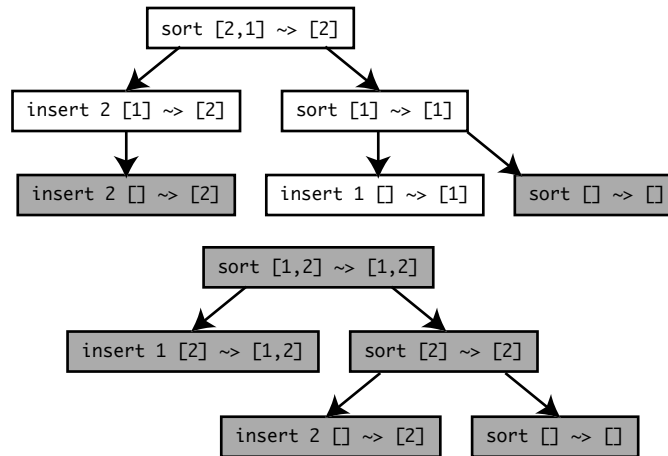 sort [2,1] ~> [2]
insert 2 [1] ~> [2]
sort [1] ~> [1]
insert 2 [] ~> [2]
insert 1 [] ~> [1]
sort [] ~> []
sort [1,2] ~> [1,2]
insert 1 [2] ~> [1,2]
sort [2] ~> [2]
insert 2 [] ~> [2]
sort [] ~> []